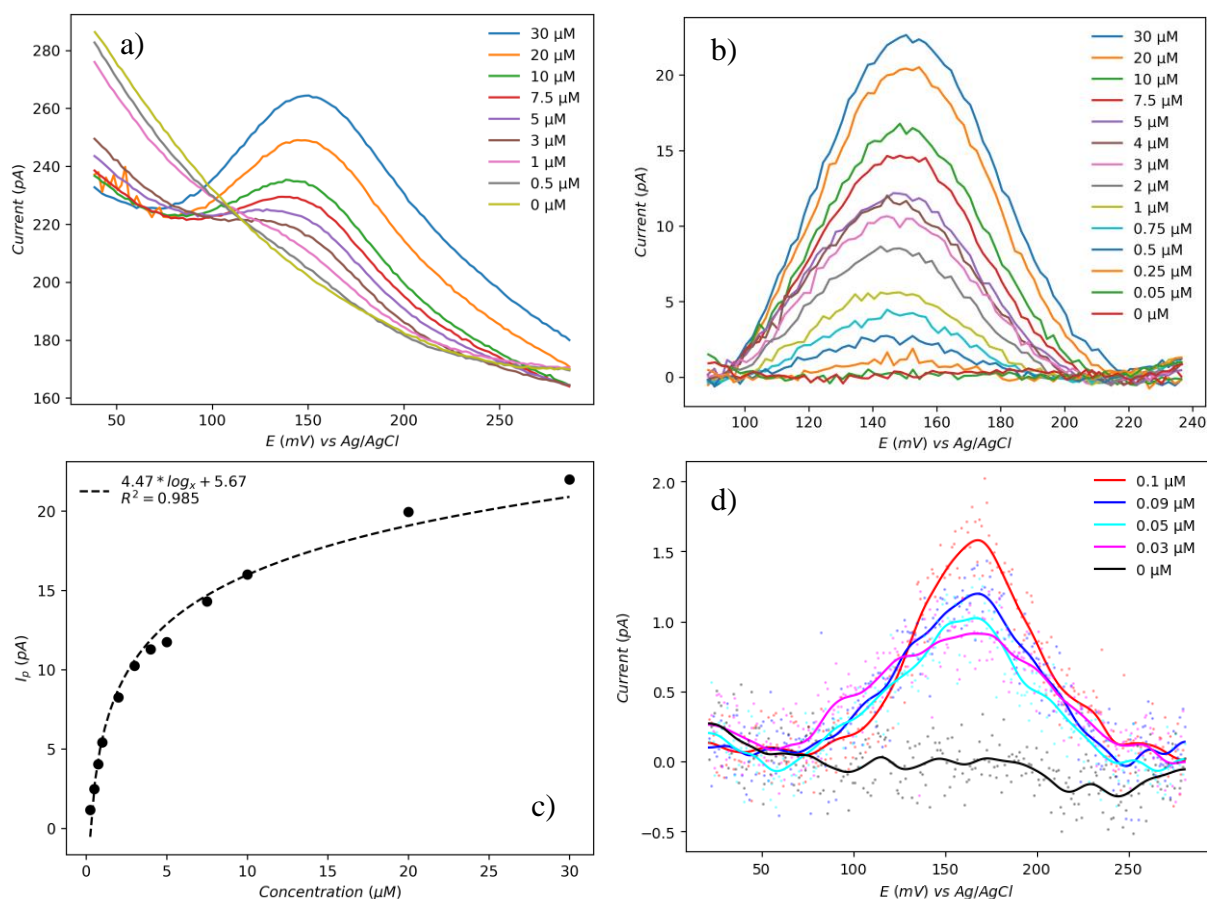 a)
30 µM
20 µM
10 µM
7.5 µM
5 µM
3 µM
1 µM
0.5 µM
0 µM
280
260
240
220
200
180
160
Current (pA)
50
100
150
200
250
E (mV) vs Ag/AgCl
b)
30 µM
20 µM
10 µM
7.5 µM
5 µM
4 µM
3 µM
2 µM
1 µM
0.75 µM
0.5 µM
0.25 µM
0.05 µM
0 µM
20
15
10
5
0
Current (pA)
100
120
140
160
180
200
220
240
E (mV) vs Ag/AgCl
4.47 * log_x + 5.67
R² = 0.985
20
15
10
5
0
I_p (pA)
c)
0
5
10
15
20
25
30
Concentration (µM)
d)
0.1 µM
0.09 µM
0.05 µM
0.03 µM
0 µM
2.0
1.5
1.0
0.5
0.0
−0.5
Current (pA)
50
100
150
200
250
E (mV) vs Ag/AgCl